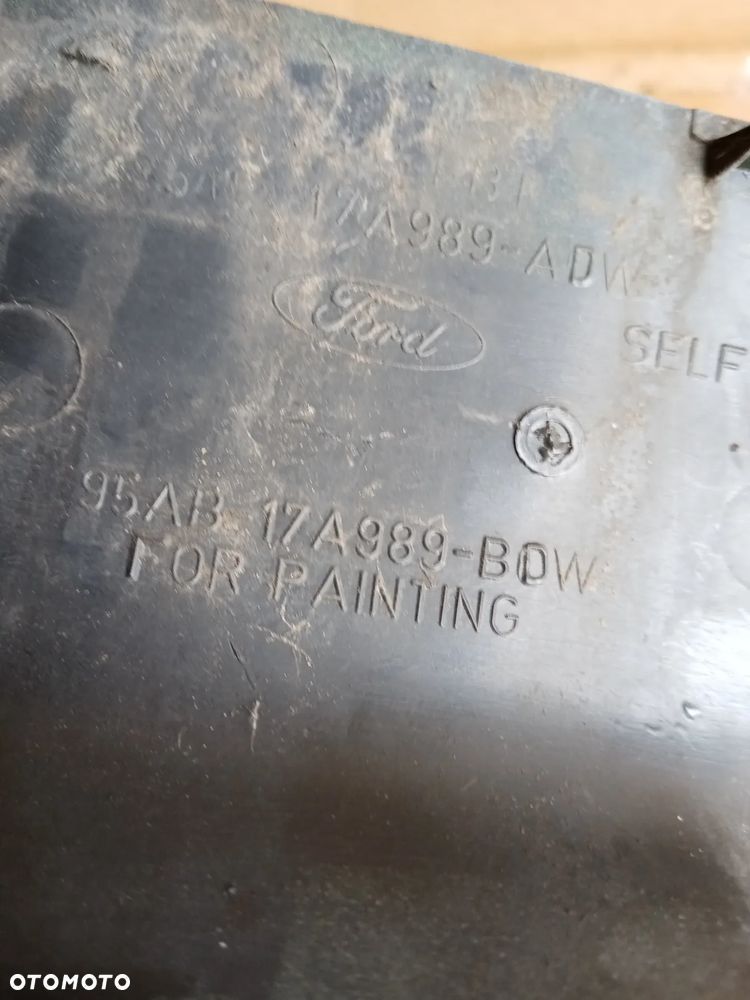 17A989-ADW
Ford
SELF
95AB-17A989-BDW
FOR PAINTING
OTOMOTO